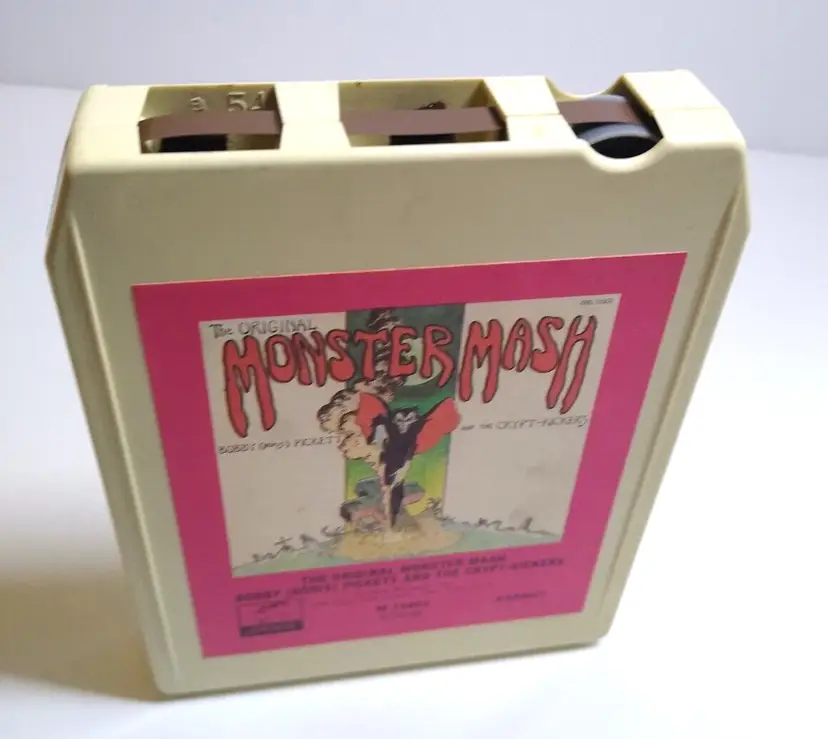 The ORIGINAL
MONSTER MASH
BOBBY (BORIS) PICKETT AND THE CRYPT-KICKERS
THE ORIGINAL MONSTER MASH
BOBBY (BORIS) PICKETT AND THE CRYPT-KICKERS